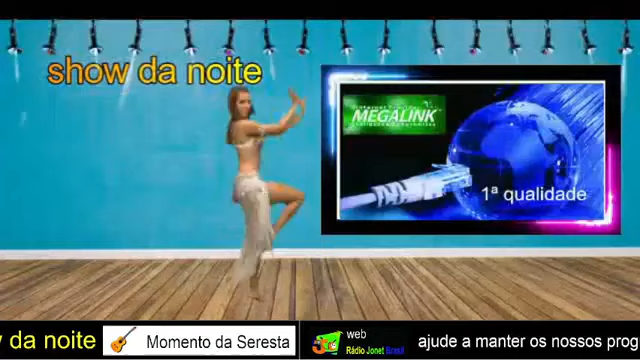 show da noite
MEGALINK
1ª qualidade
da noite
Momento da Seresta
web
Rádio Jonet Brasil
ajude a manter os nossos prog